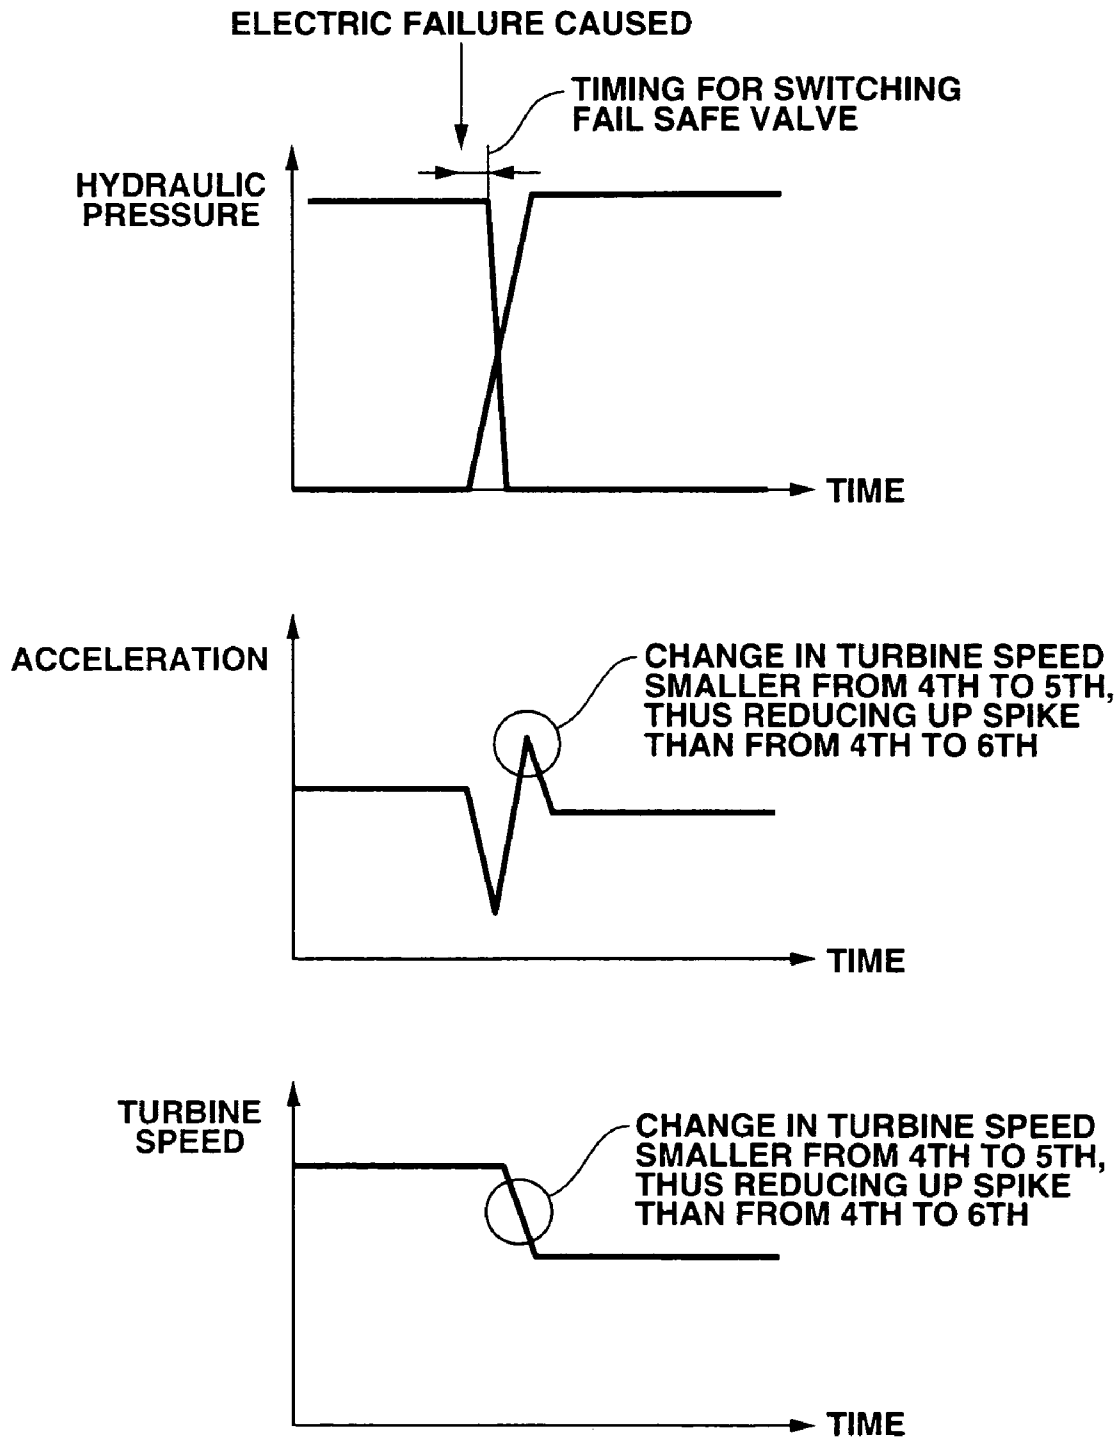 ELECTRIC FAILURE CAUSED
TIMING FOR SWITCHING
FAIL SAFE VALVE
HYDRAULIC
PRESSURE
TIME
ACCELERATION
CHANGE IN TURBINE SPEED
SMALLER FROM 4TH TO 5TH,
THUS REDUCING UP SPIKE
THAN FROM 4TH TO 6TH
TIME
TURBINE
SPEED
CHANGE IN TURBINE SPEED
SMALLER FROM 4TH TO 5TH,
THUS REDUCING UP SPIKE
THAN FROM 4TH TO 6TH
TIME